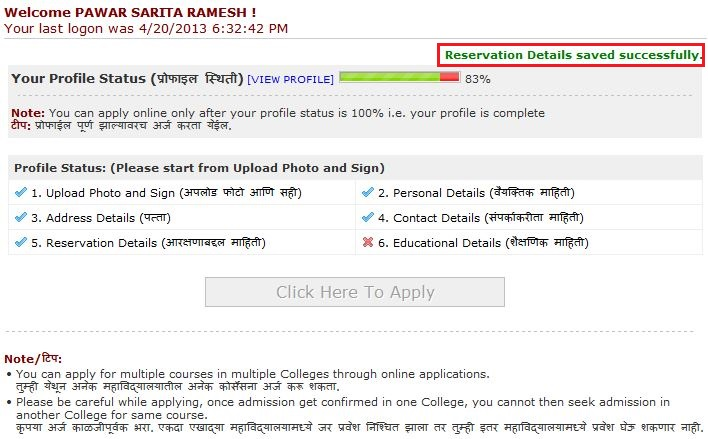 Welcome PAWAR SARITA RAMESH !
Your last logon was 4/20/2013 6:32:42 PM
Reservation Details saved successfully.
Your Profile Status (प्रोफाइल स्थिती) [VIEW PROFILE] 83%
Note: You can apply online only after your profile status is 100% i.e. your profile is complete
टिप: प्रोफाईल पूर्ण झाल्यावरच अर्ज करता येईल.
Profile Status: (Please start from Upload Photo and Sign)
1. Upload Photo and Sign (अपलोड फोटो आणि सही)
2. Personal Details (वैयक्तिक माहिती)
3. Address Details (पत्ता)
4. Contact Details (संपर्काकरीता माहिती)
5. Reservation Details (आरक्षणाबद्दल माहिती)
6. Educational Details (शैक्षणिक माहिती)
Click Here To Apply
Note/टिप:
• You can apply for multiple courses in multiple Colleges through online applications.
तुम्ही येथून अनेक महाविद्यालयातील अनेक कोर्सेसना अर्ज करू शकता.
• Please be careful while applying, once admission get confirmed in one College, you cannot then seek admission in
another College for same course.
कृपया अर्ज काळजीपूर्वक भरा. एकदा एखाद्या महाविद्यालयामध्ये जर प्रवेश निश्चित झाला तर तुम्ही इतर महाविद्यालयामध्ये प्रवेश घेऊ शकणार नाही.